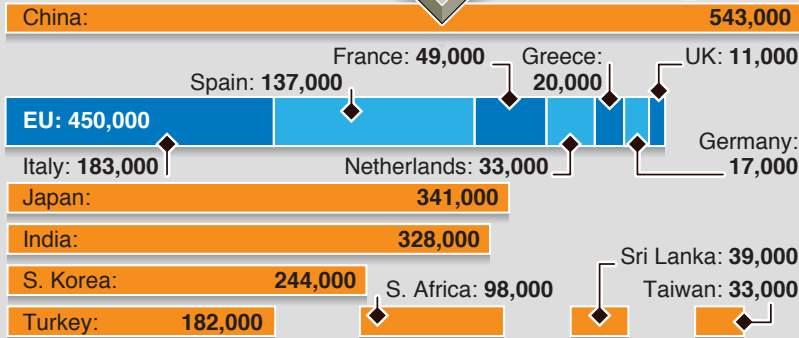 China: 543,000
France: 49,000 Greece: 20,000 UK: 11,000
Spain: 137,000
EU: 450,000
Germany: 17,000
Italy: 183,000 Netherlands: 33,000
Japan: 341,000
India: 328,000
Sri Lanka: 39,000
S. Korea: 244,000 S. Africa: 98,000 Taiwan: 33,000
Turkey: 182,000